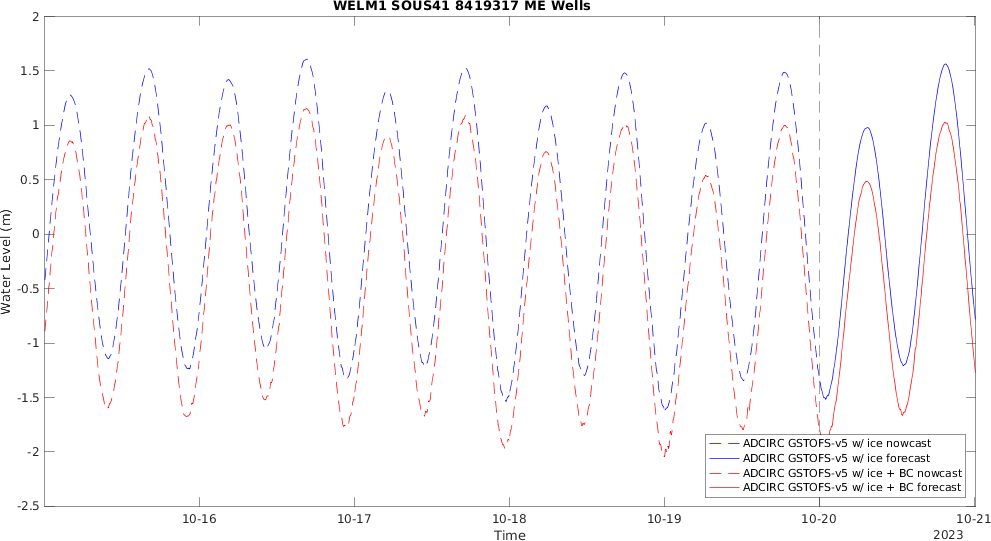 WELM1 SOUS41 8419317 ME Wells
2
1.5
1
0.5
0
-0.5
-1
-1.5
-2
-2.5
Water Level (m)
10-16
10-17
10-18
10-19
10-20
10-21
Time
2023
ADCIRC GSTOFS-v5 w/ ice nowcast
ADCIRC GSTOFS-v5 w/ ice forecast
ADCIRC GSTOFS-v5 w/ ice + BC nowcast
ADCIRC GSTOFS-v5 w/ ice + BC forecast